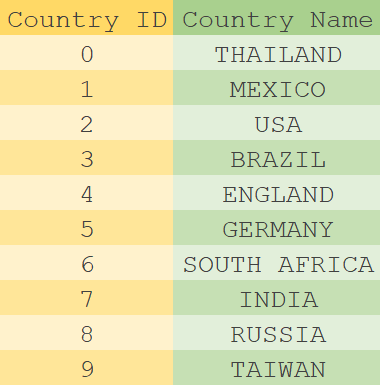 Country ID Country Name
0 THAILAND
1 MEXICO
2 USA
3 BRAZIL
4 ENGLAND
5 GERMANY
6 SOUTH AFRICA
7 INDIA
8 RUSSIA
9 TAIWAN